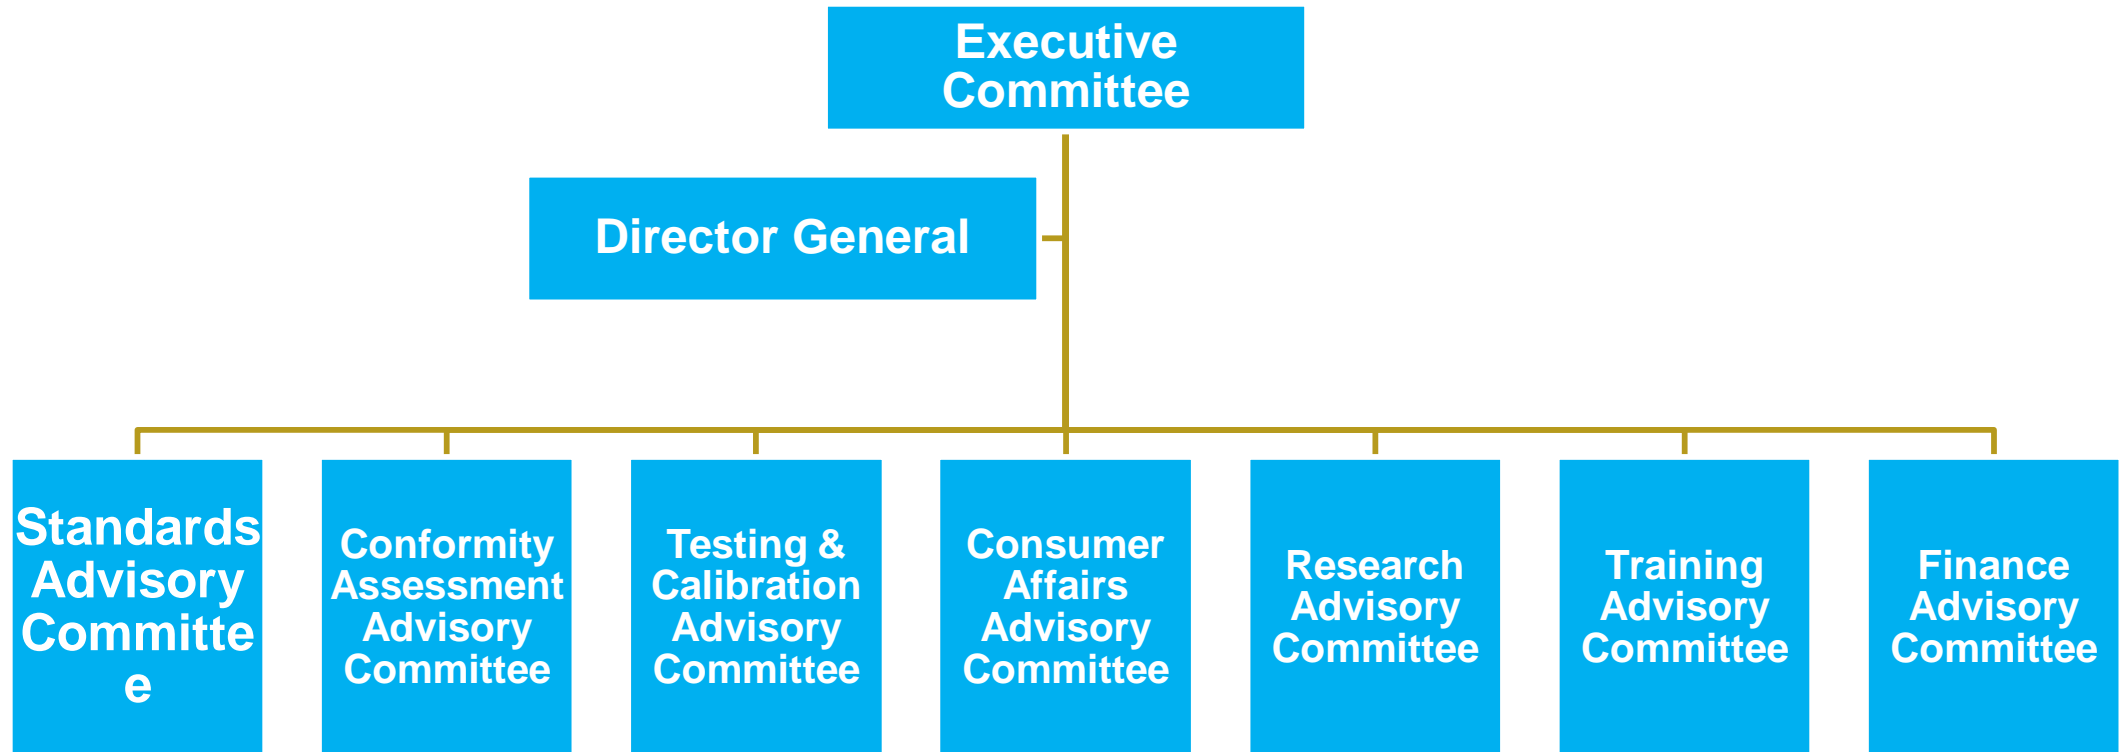 Executive
Committee
Director General
Standards
Advisory
Committe
e
Conformity
Assessment
Advisory
Committee
Testing &
Calibration
Advisory
Committee
Consumer
Affairs
Advisory
Committee
Research
Advisory
Committee
Training
Advisory
Committee
Finance
Advisory
Committee